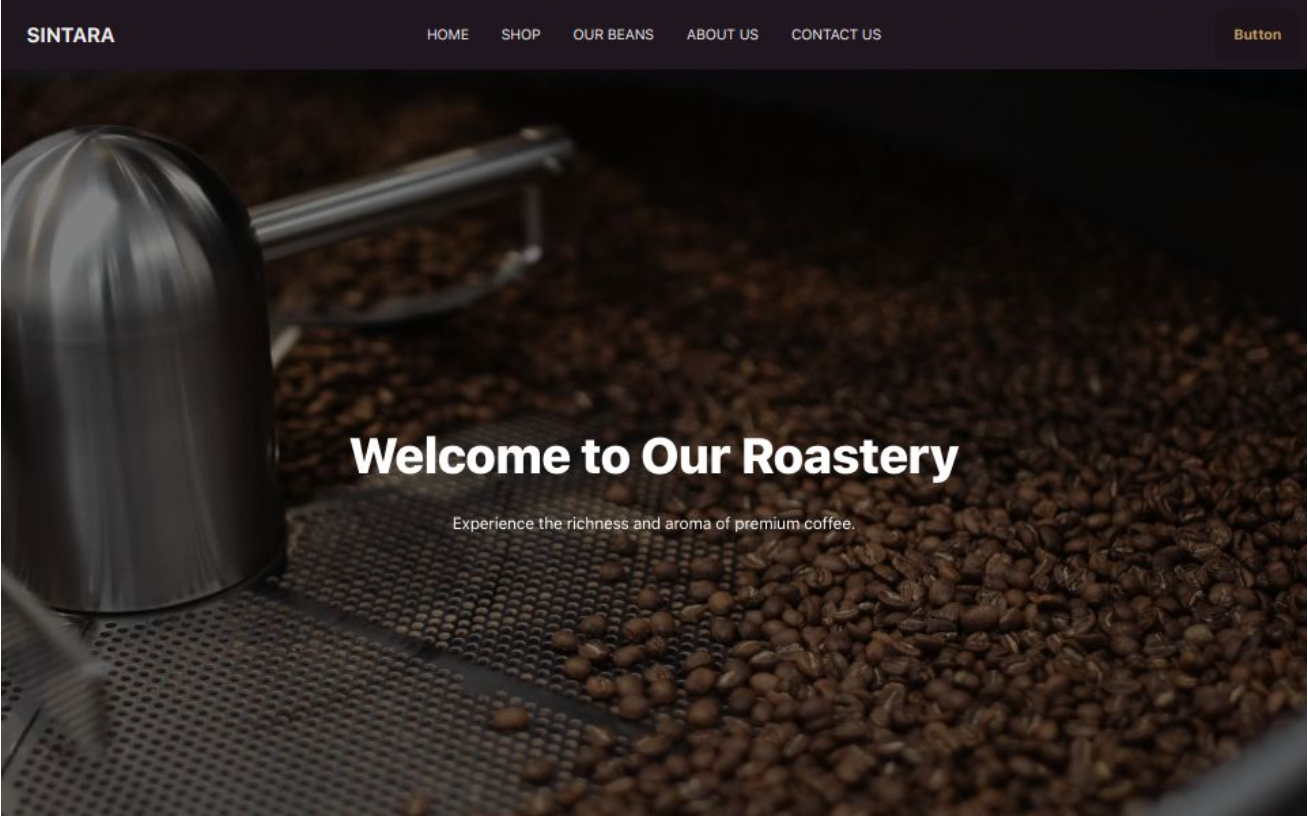 SINTARA
HOME SHOP OUR BEANS ABOUT US CONTACT US
Button
Welcome to Our Roastery
Experience the richness and aroma of premium coffee.